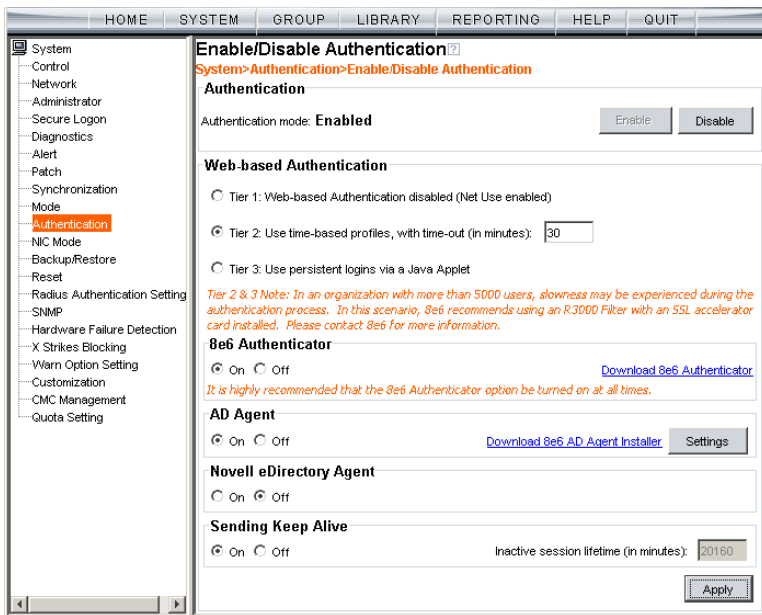 HOME SYSTEM GROUP LIBRARY REPORTING HELP QUIT
System
Control
Network
Administrator
Secure Logon
Diagnostics
Alert
Patch
Synchronization
Mode
Authentication
NIC Mode
Backup/Restore
Reset
Radius Authentication Setting
SNMP
Hardware Failure Detection
X Strikes Blocking
Warn Option Setting
Customization
CMC Management
Quota Setting
Enable/Disable Authentication ?
System>Authentication>Enable/Disable Authentication
Authentication
Authentication mode: Enabled Enable Disable
Web-based Authentication
Tier 1: Web-based Authentication disabled (Net Use enabled)
Tier 2: Use time-based profiles, with time-out (in minutes): 30
Tier 3: Use persistent logins via a Java Applet
Tier 2 & 3 Note: In an organization with more than 5000 users, slowness may be experienced during the
authentication process. In this scenario, 8e6 recommends using an R3000 Filter with an SSL accelerator
card installed. Please contact 8e6 for more information.
8e6 Authenticator
On Off Download 8e6 Authenticator
It is highly recommended that the 8e6 Authenticator option be turned on at all times.
AD Agent
On Off Download 8e6 AD Agent Installer Settings
Novell eDirectory Agent
On Off
Sending Keep Alive
On Off Inactive session lifetime (in minutes): 20160
Apply